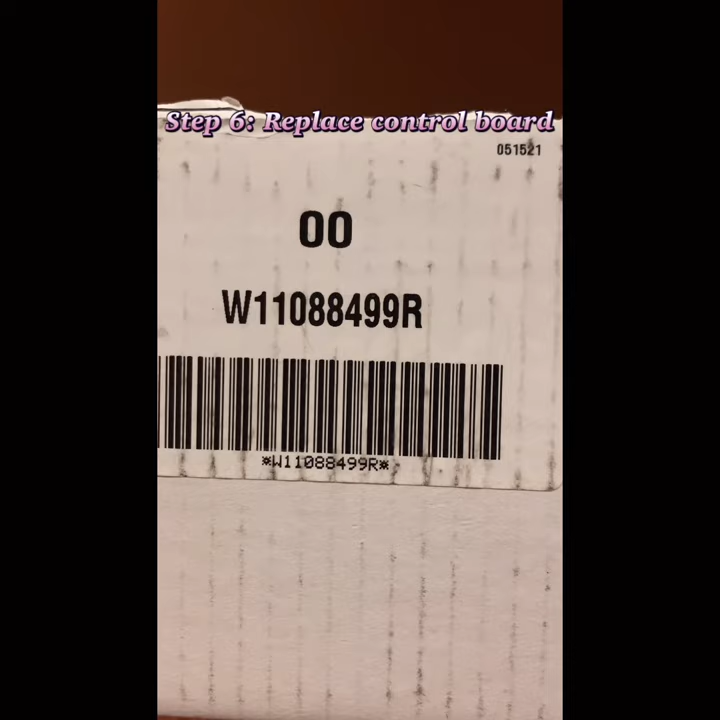 Step 6: Replace control board
051521
00
W11088499R
*W11088499R*